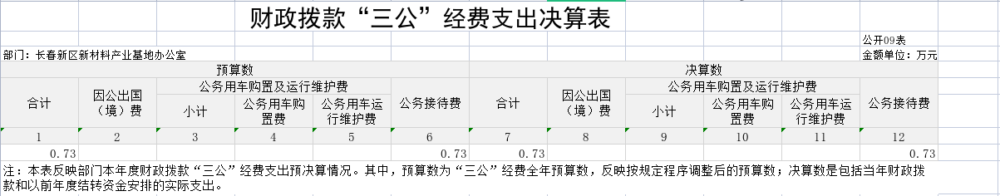 财政拨款“三公”经费支出决算表
公开09表
部门：长春新区新材料产业基地办公室 金额单位：万元
预算数 决算数
合计 因公出国（境）费 公务用车购置及运行维护费 公务接待费 合计 因公出国（境）费 公务用车购置及运行维护费 公务接待费
小计 公务用车购置费 公务用车运行维护费 小计 公务用车购置费 公务用车运行维护费
1 2 3 4 5 6 7 8 9 10 11 12
0.73 0.73 0.73 0.73
注：本表反映部门本年度财政拨款“三公”经费支出预决算情况。其中，预算数为“三公”经费全年预算数，反映按规定程序调整后的预算数；决算数是包括当年财政拨
款和以前年度结转资金安排的实际支出。